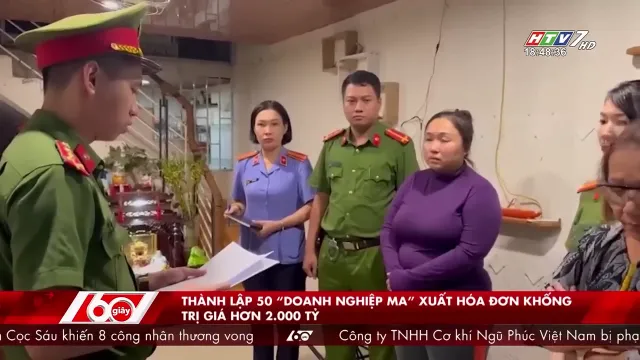 HTV7 HD
18:48:36
THÀNH LẬP 50 “DOANH NGHIỆP MA” XUẤT HÓA ĐƠN KHỐNG
TRỊ GIÁ HƠN 2.000 TỶ
60 giây
n Cọc Sáu khiến 8 công nhân thương vong
Công ty TNHH Cơ khí Ngũ Phúc Việt Nam bị phạ